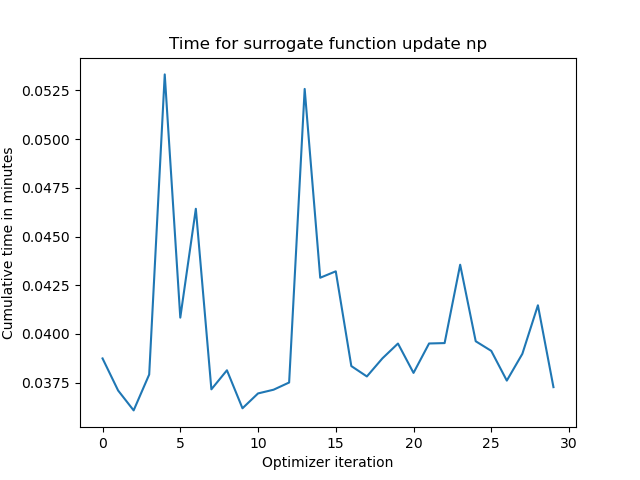 Time for surrogate function update np
Cumulative time in minutes
0.0525
0.0500
0.0475
0.0450
0.0425
0.0400
0.0375
0 5 10 15 20 25 30
Optimizer iteration